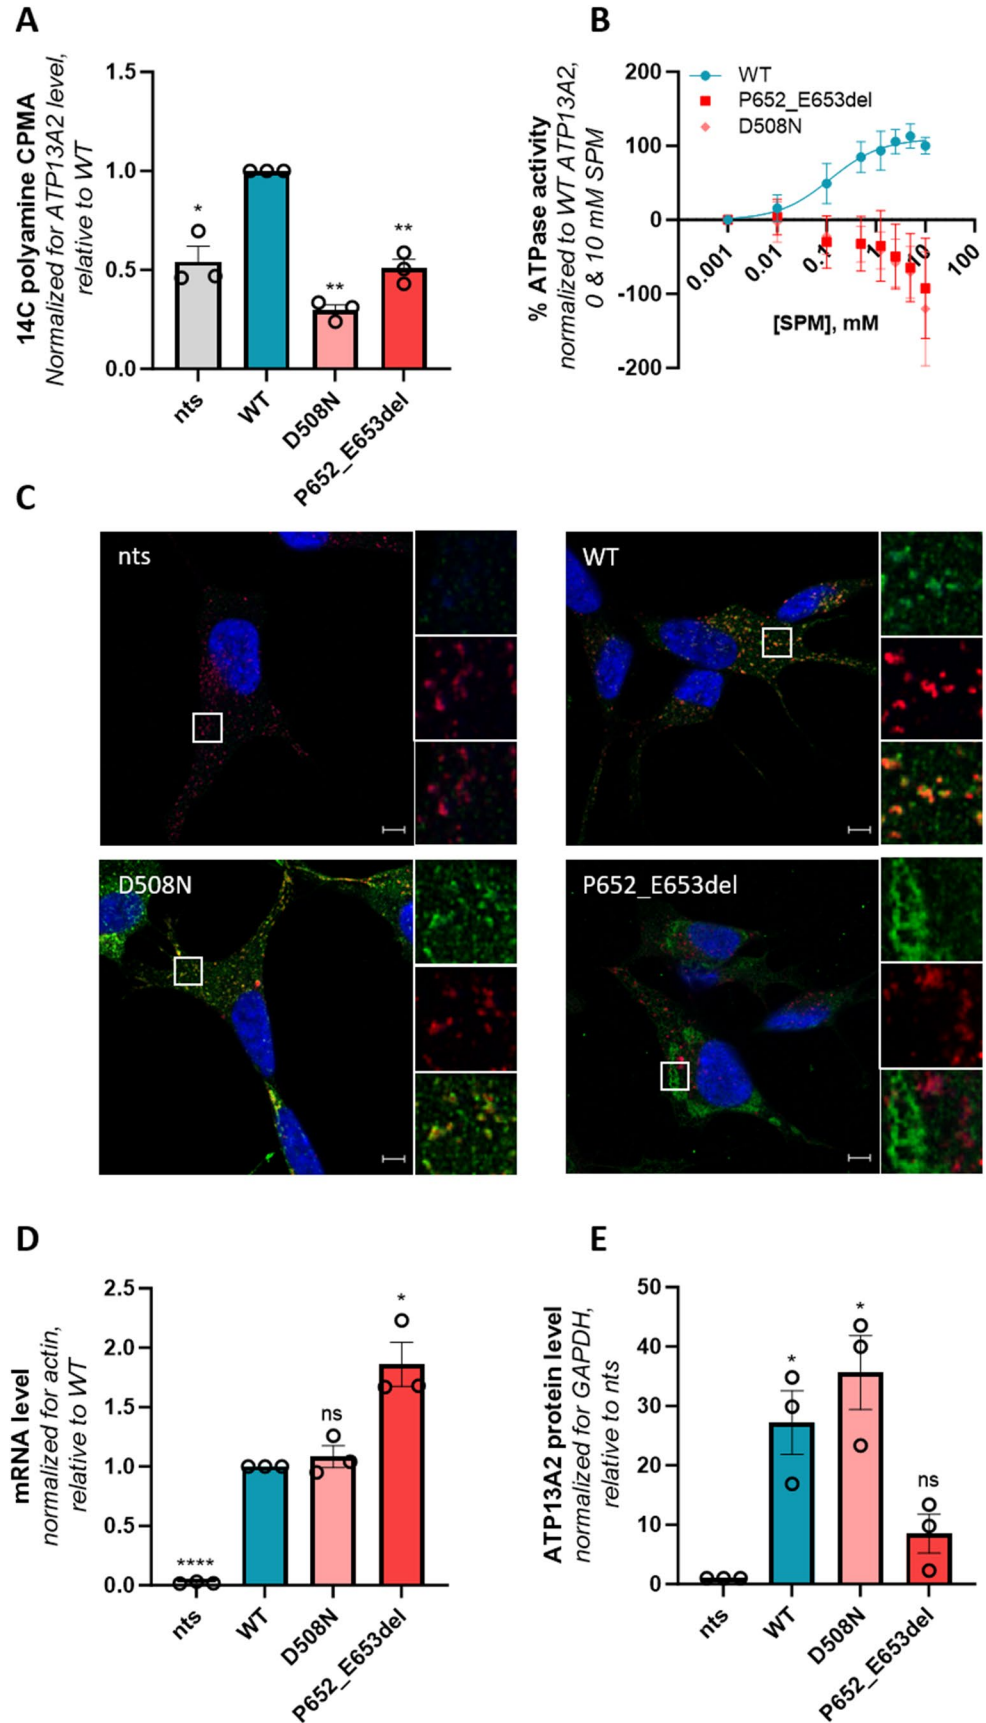 A
14C polyamine CPMA
Normalized for ATP13A2 level,
relative to WT
1.5
1.0
0.5
0.0
*
**
**
nts
WT
D508N
P652_E653del
B
% ATPase activity
normalized to WT ATP13A2,
0 & 10 mM SPM
200
100
0
-100
-200
WT
P652_E653del
D508N
0.001
0.01
0.1
1
10
100
[SPM], mM
C
nts
WT
D508N
P652_E653del
D
mRNA level
normalized for actin,
relative to WT
2.5
2.0
1.5
1.0
0.5
0.0
****
ns
*
nts
WT
D508N
P652_E653del
E
ATP13A2 protein level
normalized for GAPDH,
relative to nts
50
40
30
20
10
0
*
*
ns
nts
WT
D508N
P652_E653del